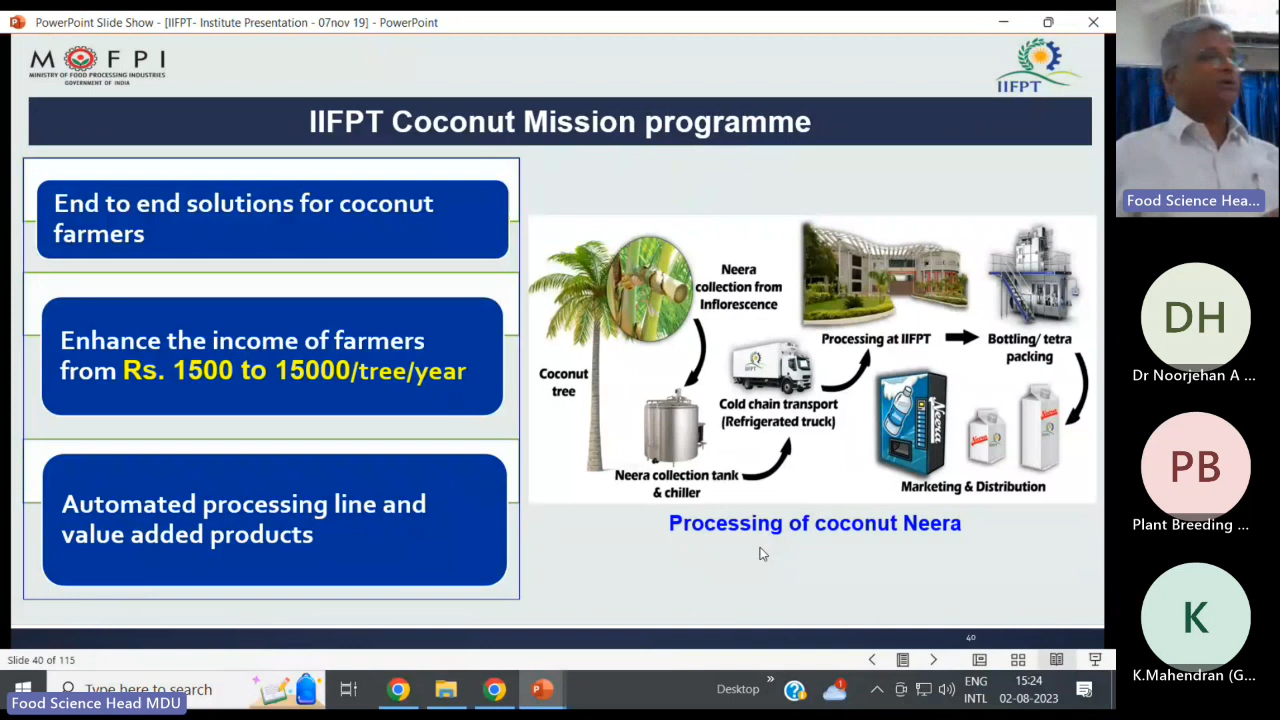 PowerPoint Slide Show - [IIFPT- Institute Presentation - 07nov 19] - PowerPoint
M O F P I
MINISTRY OF FOOD PROCESSING INDUSTRIES
GOVERNMENT OF INDIA
IIFPT
IIFPT Coconut Mission programme
End to end solutions for coconut
farmers
Enhance the income of farmers
from Rs. 1500 to 15000/tree/year
Automated processing line and
value added products
Neera
collection from
Inflorescence
Coconut
tree
Neera collection tank
& chiller
Cold chain transport
(Refrigerated truck)
Processing at IIFPT
Bottling/ tetra
packing
Neera
Marketing & Distribution
Processing of coconut Neera
40
Slide 40 of 115
Type here to search
Desktop
1
ENG
INTL
15:24
02-08-2023
Food Science Head MDU
Food Science Hea...
DH
Dr Noorjehan A ...
PB
Plant Breeding ...
K
K.Mahendran (G...